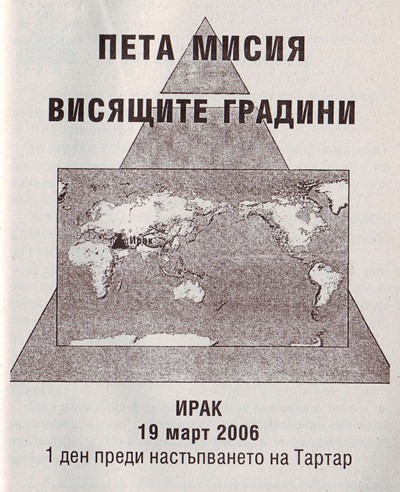 ПЕТА МИСИЯ
ВИСЯЩИТЕ ГРАДИНИ
Ирак
ИРАК
19 март 2006
1 ден преди настъпването на Тартар